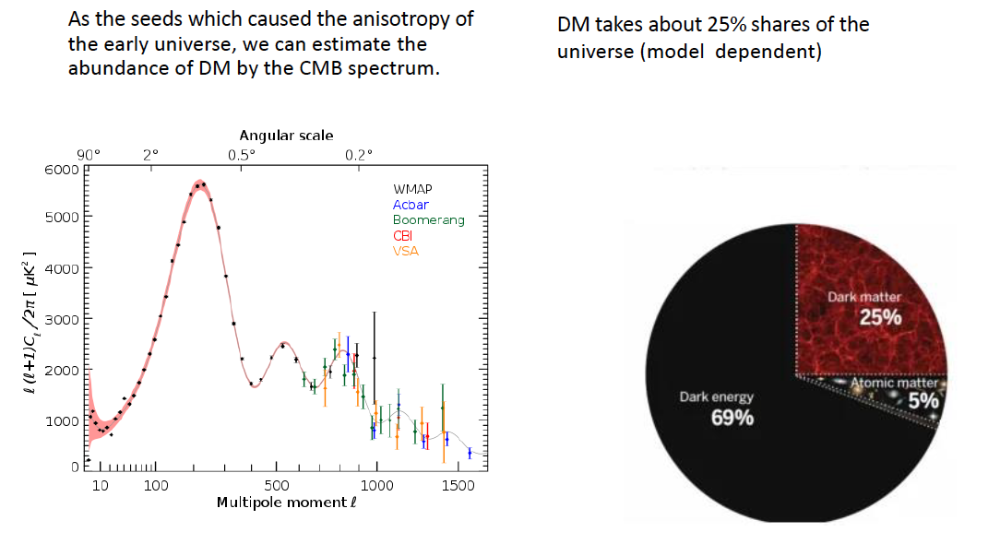 As the seeds which caused the anisotropy of
the early universe, we can estimate the
abundance of DM by the CMB spectrum.
DM takes about 25% shares of the
universe (model dependent)
Angular scale
90° 2° 0.5° 0.2°
6000
5000
4000
3000
2000
1000
0
ℓ(ℓ+1)Cℓ/2π [μK²]
WMAP
Acbar
Boomerang
CBI
VSA
10 100 500 1000 1500
Multipole moment ℓ
Dark matter
25%
Atomic matter
5%
Dark energy
69%